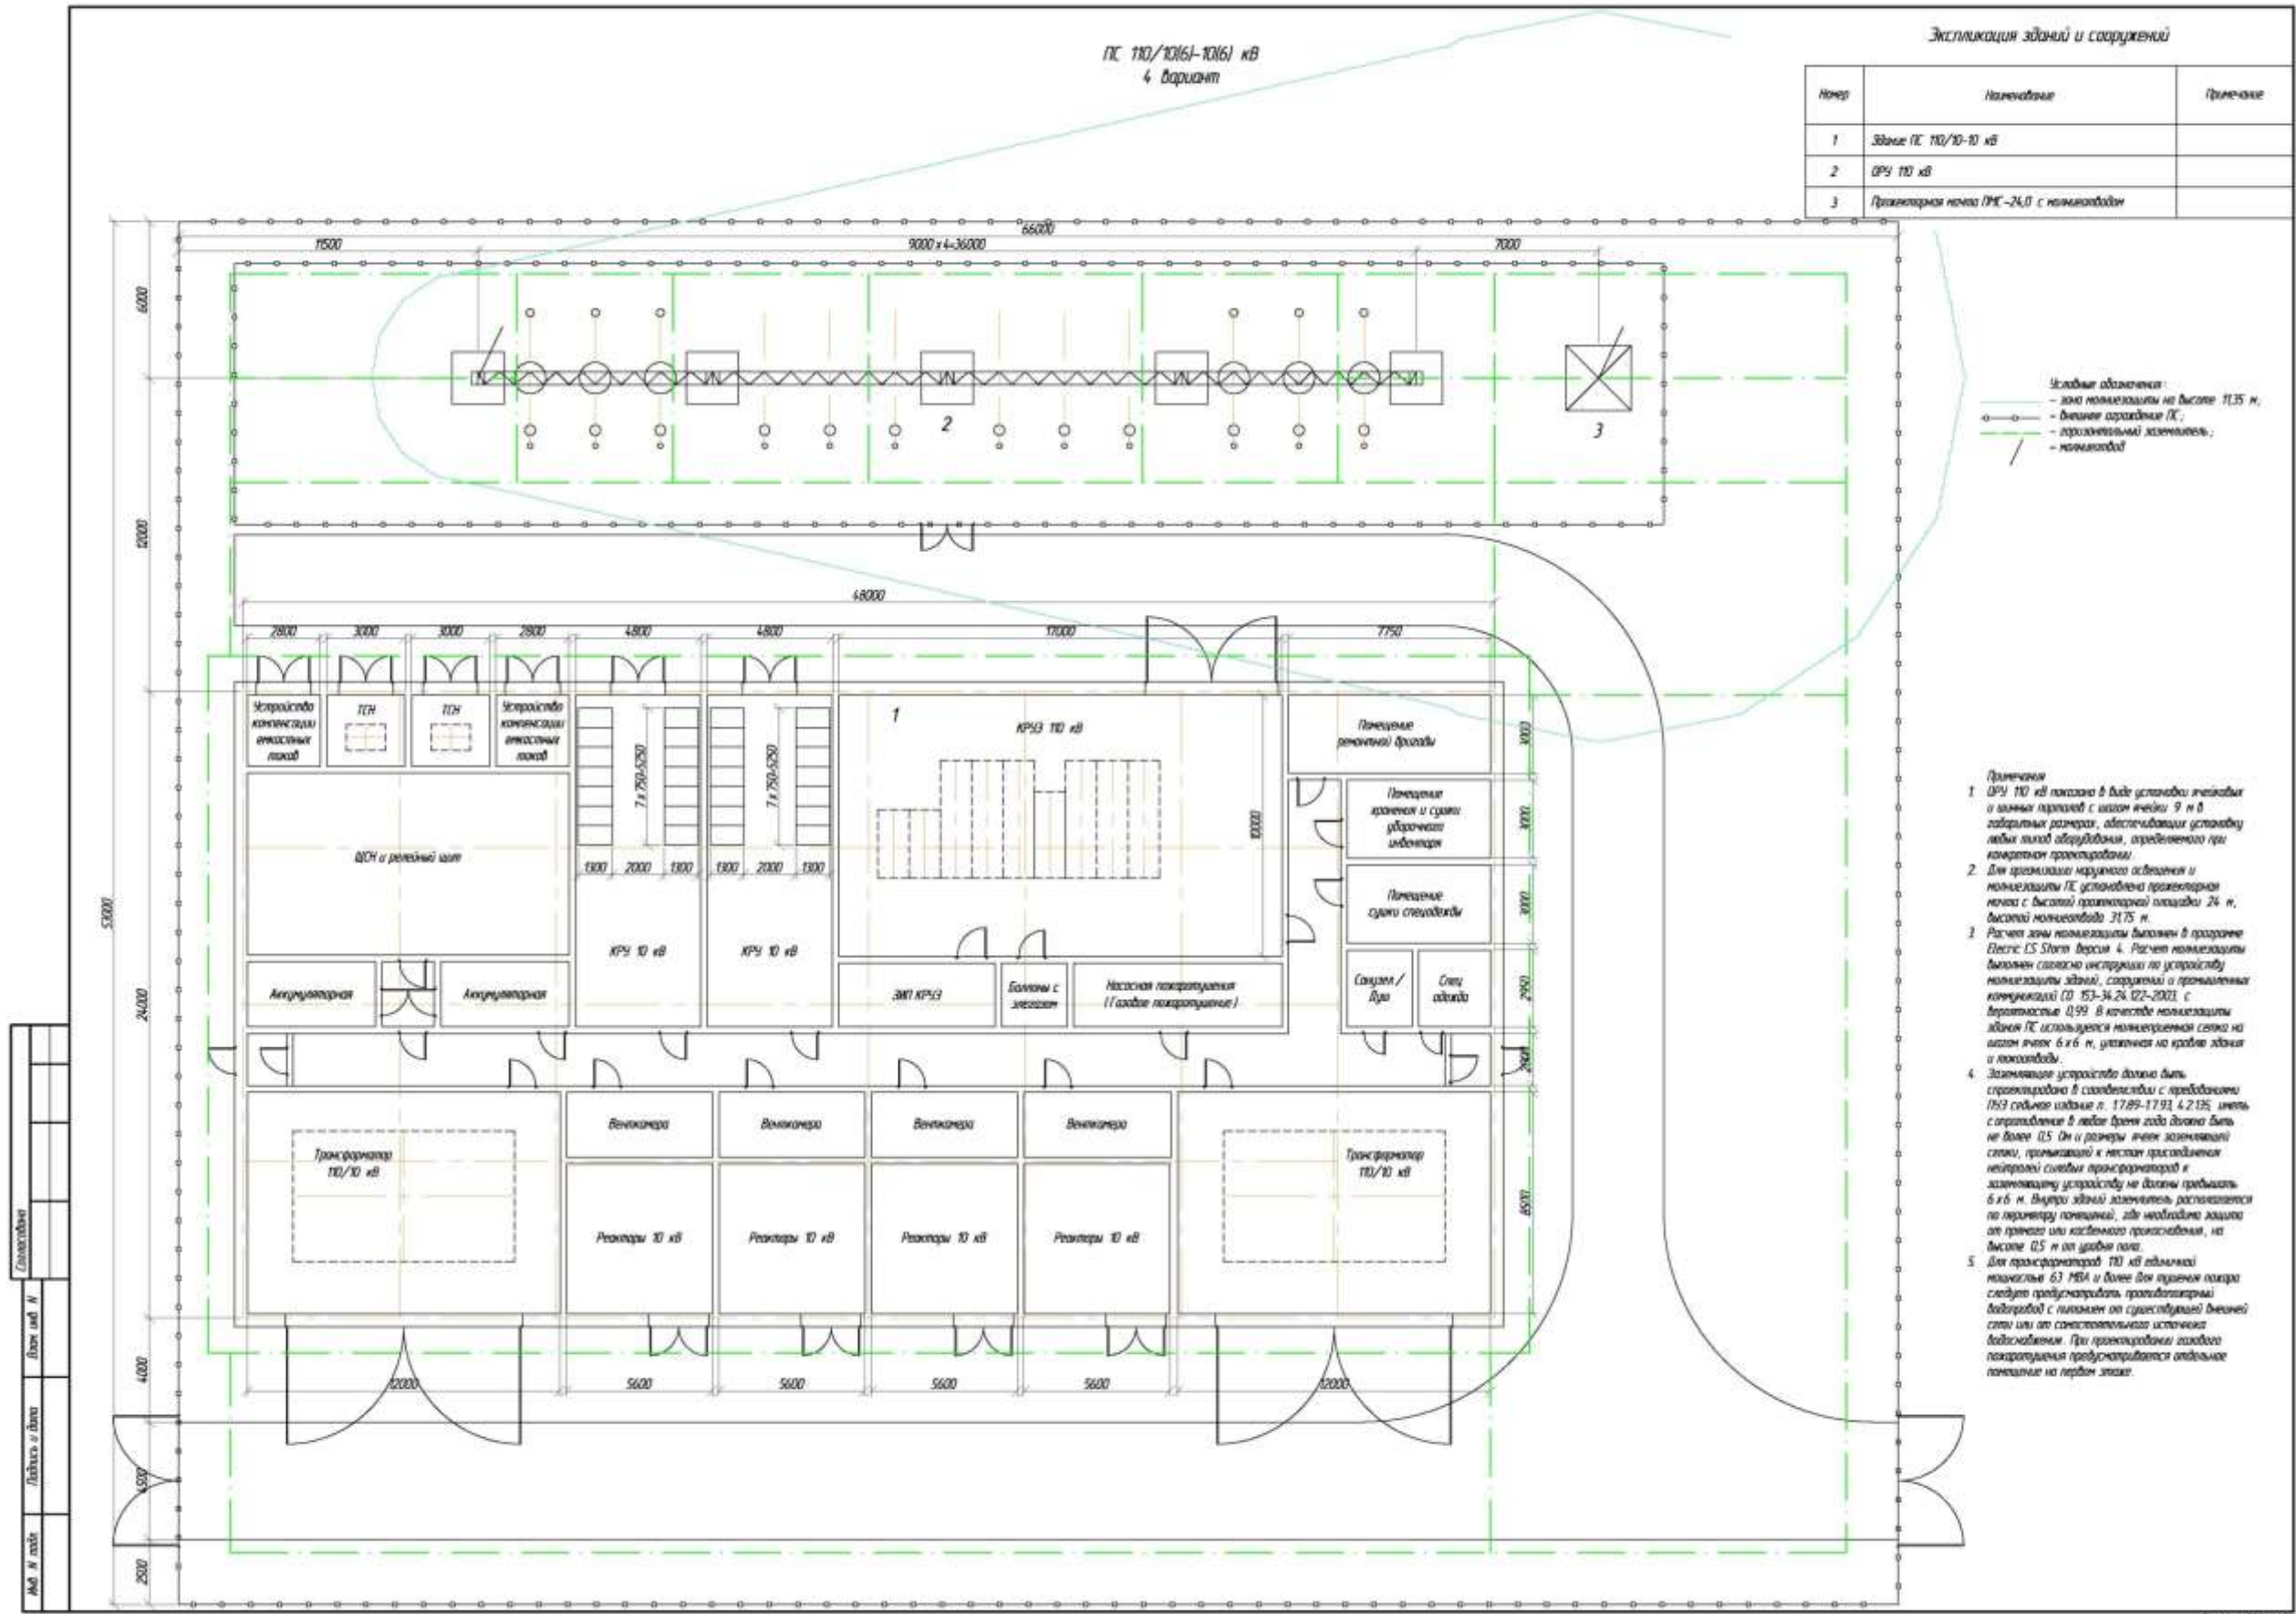 ПС 110/10(6)-10(6) кВ
4 вариант
Экспликация зданий и сооружений
Номер
Наименование
Примечание
1
Здание ПС 110/10-10 кВ
2
ОРУ 110 кВ
3
Прожекторная мачта ПМС-24,0 с молниеотводом
66000
11500
9000 x 4=36000
7000
6000
2
3
Условные обозначения:
- зона молниезащиты на высоте 11,35 м;
- внешнее ограждение ПС;
- горизонтальный заземлитель;
- молниеотвод
12000
48000
2800
3000
3000
2800
4800
4800
17000
7750
Устройство
компенсации
емкостных
токов
ТСН
ТСН
Устройство
компенсации
емкостных
токов
7 x 750=5250
7 x 750=5250
1
КРУЭ 110 кВ
10000
Помещение
ремонтной бригады
3000
Помещение
хранения и сушки
уборочного
инвентаря
3000
ЩСН и релейный щит
1300
2000
1300
1300
2000
1300
Помещение
сушки спецодежды
3000
53000
24000
КРУ 10 кВ
КРУ 10 кВ
Аккумуляторная
Аккумуляторная
ЗИП КРУЭ
Баллоны с
элегазом
Насосная пожаротушения
(Газовое пожаротушение)
Санузел /
Душ
Спец
одежда
2950
Трансформатор
110/10 кВ
Венткамера
Венткамера
Венткамера
Венткамера
Трансформатор
110/10 кВ
Реакторы 10 кВ
Реакторы 10 кВ
Реакторы 10 кВ
Реакторы 10 кВ
8500
4000
12000
5600
5600
5600
5600
12000
4500
2500
Примечания
1. ОРУ 110 кВ показано в виде установки ячейковых
и шинных порталов с шагом ячейки 9 м в
габаритных размерах, обеспечивающих установку
любых типов оборудования, определяемого при
конкретном проектировании.
2. Для организации наружного освещения и
молниезащиты ПС установлена прожекторная
мачта с высотой прожекторной площадки 24 м,
высотой молниеотвода 31,75 м.
3. Расчет зоны молниезащиты выполнен в программе
Elecric CS Storm версия 4. Расчет молниезащиты
выполнен согласно инструкции по устройству
молниезащиты зданий, сооружений и промышленных
коммуникаций СО 153-34.21.122-2003, с
вероятностью 0,99. В качестве молниезащиты
здания ПС используется молниеприемная сетка на
шагом ячеек 6x6 м, уложенная на кровлю здания
и токоотводы.
4. Заземляющее устройство должно быть
спроектировано в соответствии с требованиями
ПУЭ седьмое издание п. 1.7.89-1.7.93, 4.2.135, иметь
сопротивление в любое время года должно быть
не более 0,5 Ом и размеры ячеек заземляющей
сетки, примыкающей к местам присоединения
нейтралей силовых трансформаторов к
заземляющему устройству не должны превышать
6x6 м. Внутри зданий заземлитель располагается
по периметру помещений, где необходима защита
от прямого или косвенного прикосновения, на
высоте 0,5 м от уровня пола.
5. Для трансформаторов 110 кВ единичной
мощностью 63 МВА и более для тушения пожара
следует предусматривать противопожарный
водопровод с питанием от существующей внешней
сети или от самостоятельного источника
водоснабжения. При проектировании газового
пожаротушения предусматривается отдельное
помещение на первом этаже.
Согласовано
Взам. инв. N
Подпись и дата
Инв. N подл.